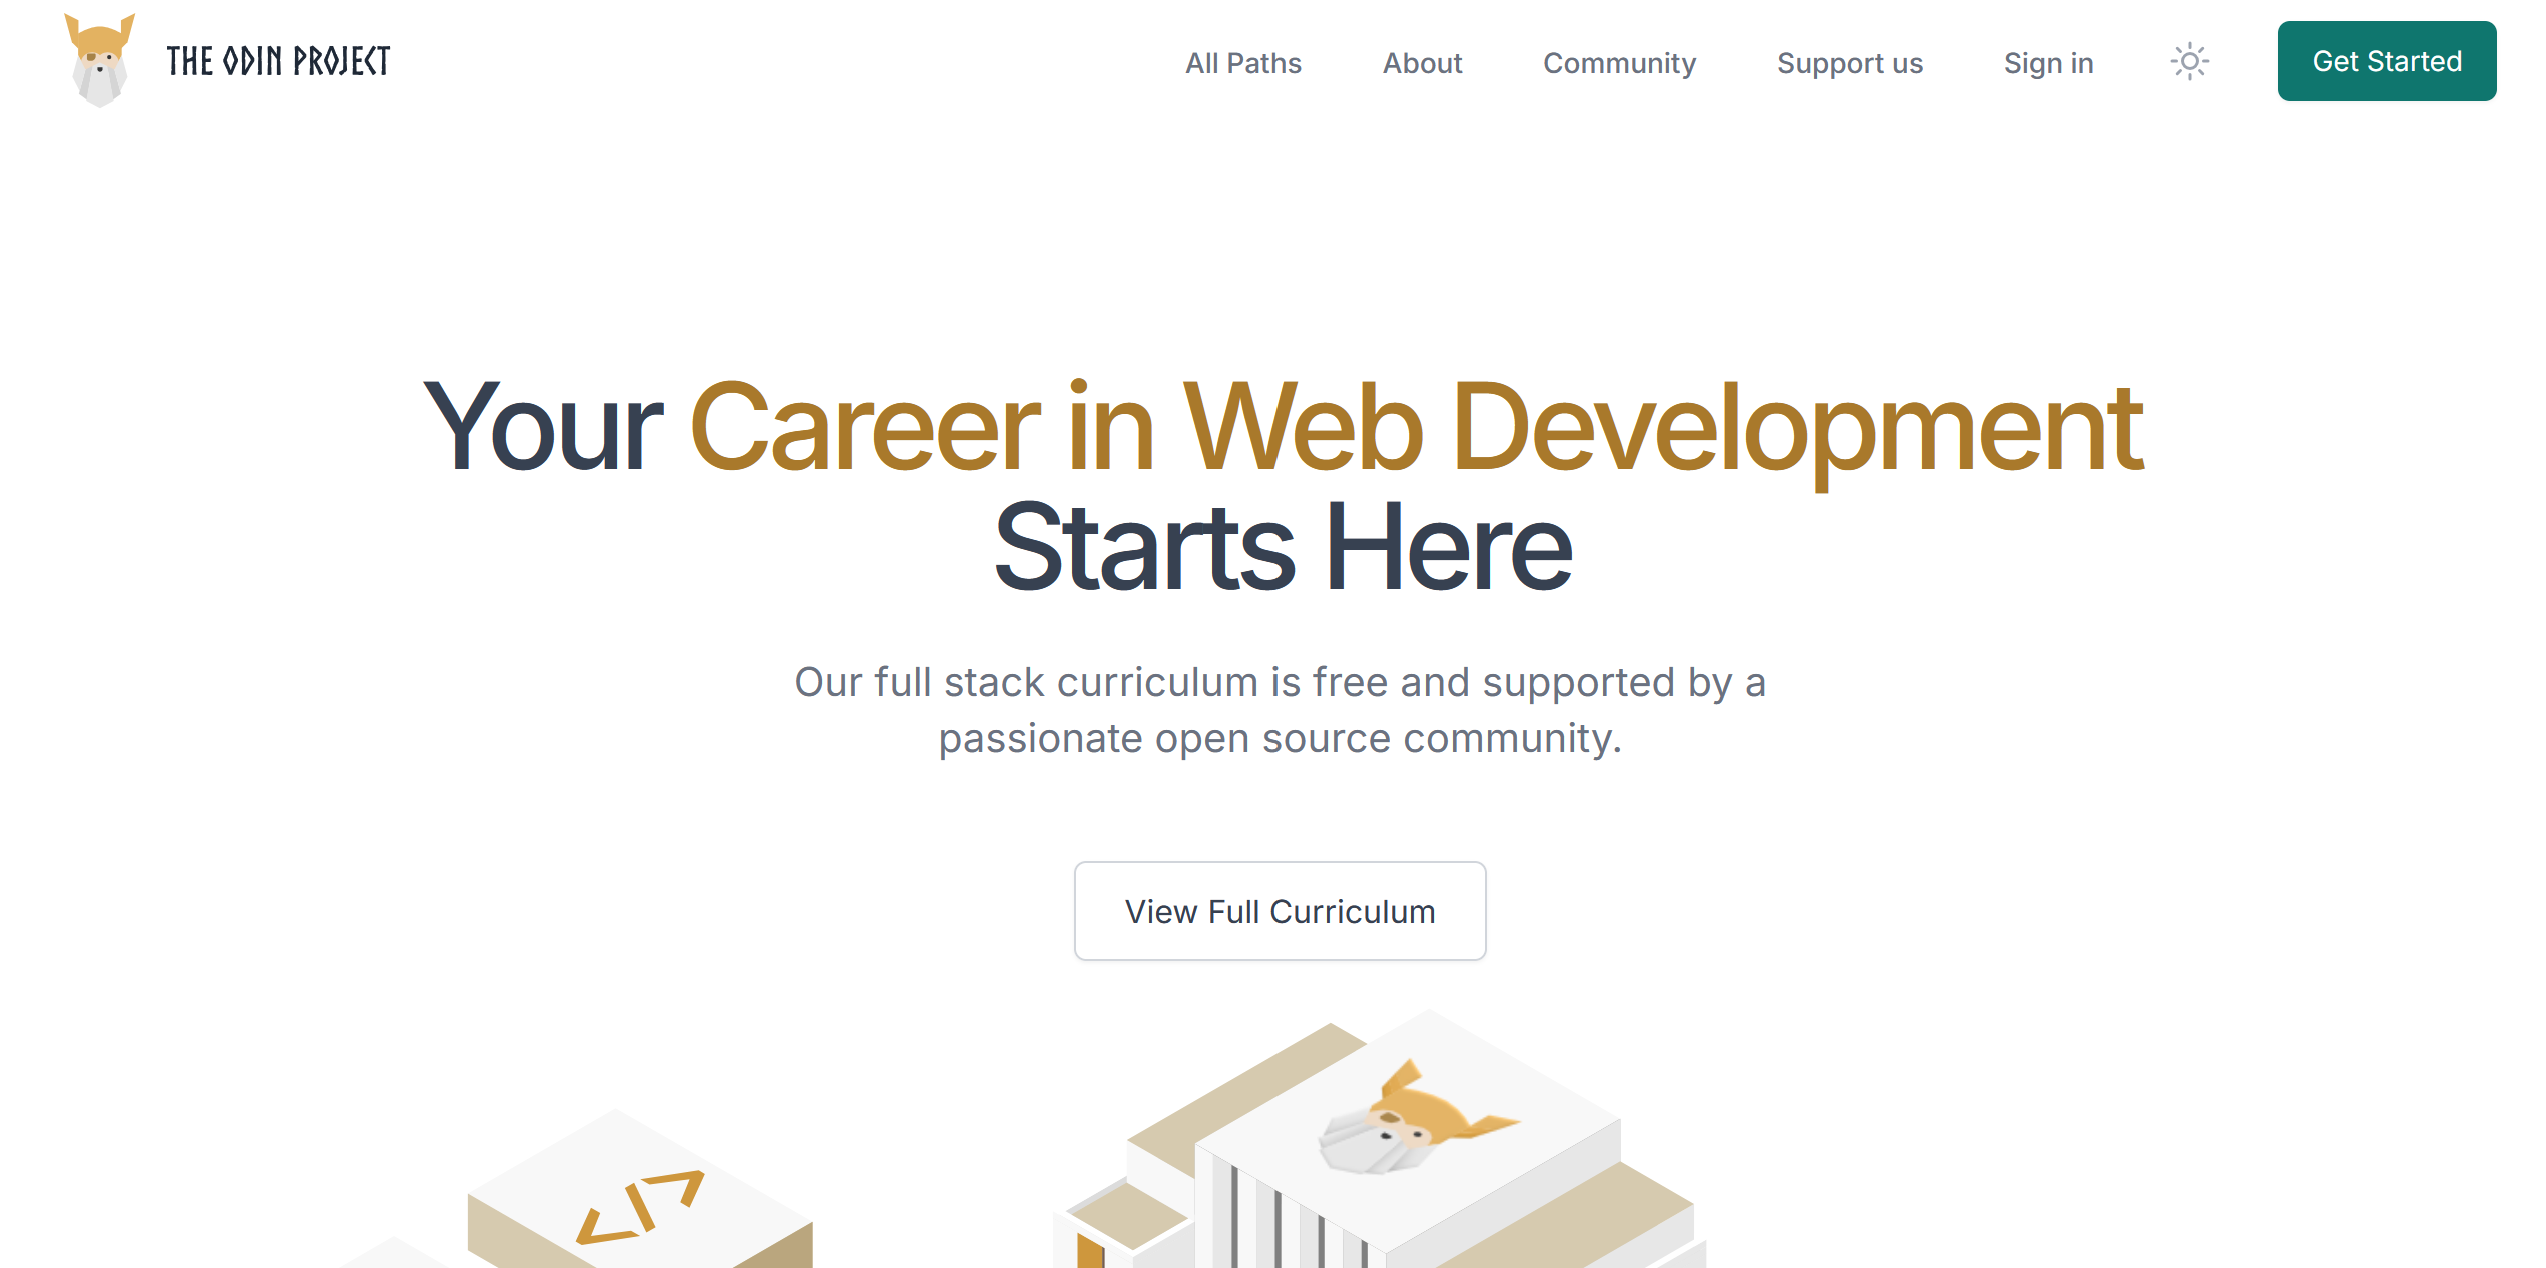 THE ODIN PROJECT
All Paths
About
Community
Support us
Sign in
Get Started
Your Career in Web Development
Starts Here
Our full stack curriculum is free and supported by a
passionate open source community.
View Full Curriculum
</>